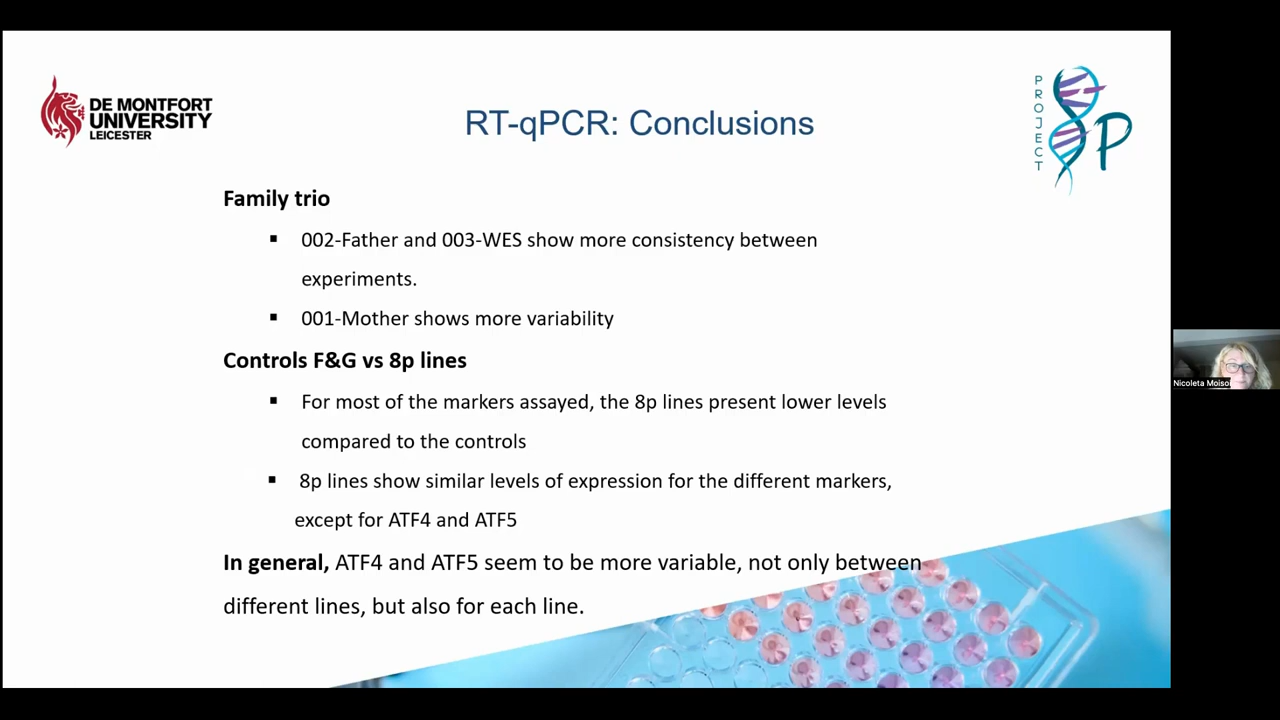 DE MONTFORT
UNIVERSITY
LEICESTER
RT-qPCR: Conclusions
PROJECT
8P
Family trio
▪ 002-Father and 003-WES show more consistency between
experiments.
▪ 001-Mother shows more variability
Controls F&G vs 8p lines
▪ For most of the markers assayed, the 8p lines present lower levels
compared to the controls
▪ 8p lines show similar levels of expression for the different markers,
except for ATF4 and ATF5
In general, ATF4 and ATF5 seem to be more variable, not only between
different lines, but also for each line.
Nicoleta Moisoi